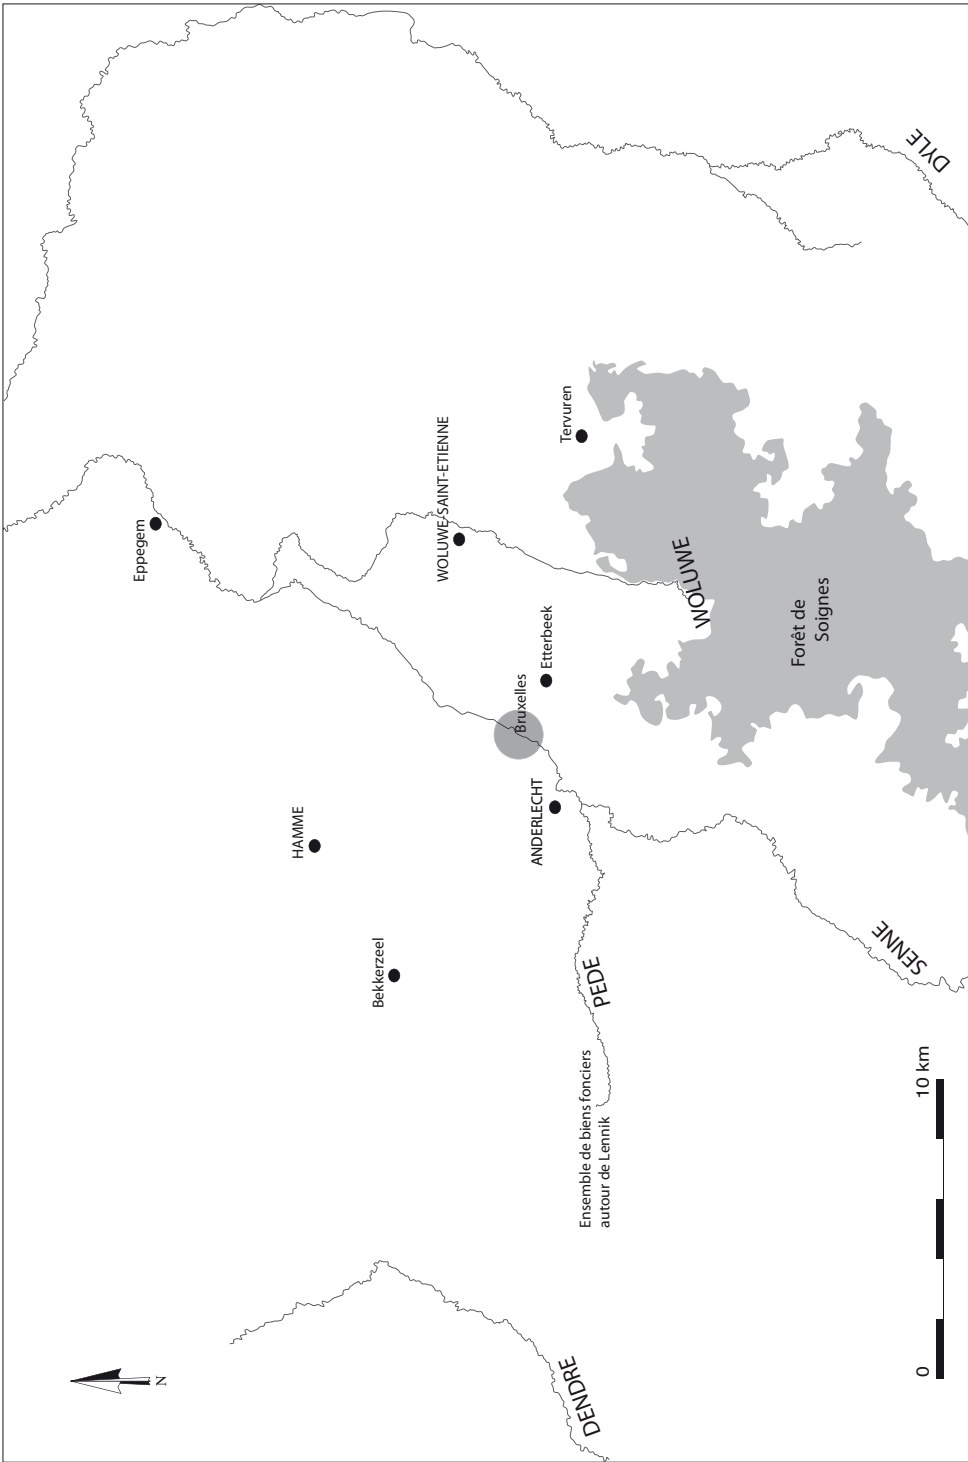 DYLE
Eppegem
WOLUWE-SAINT-ETIENNE
Tervuren
WOLUWE
Etterbeek
Forêt de
Soignes
Bruxelles
HAMME
ANDERLECHT
Bekkerzeel
PEDE
SENNE
Ensemble de biens fonciers
autour de Lennik
DENDRE
N
0
10 km